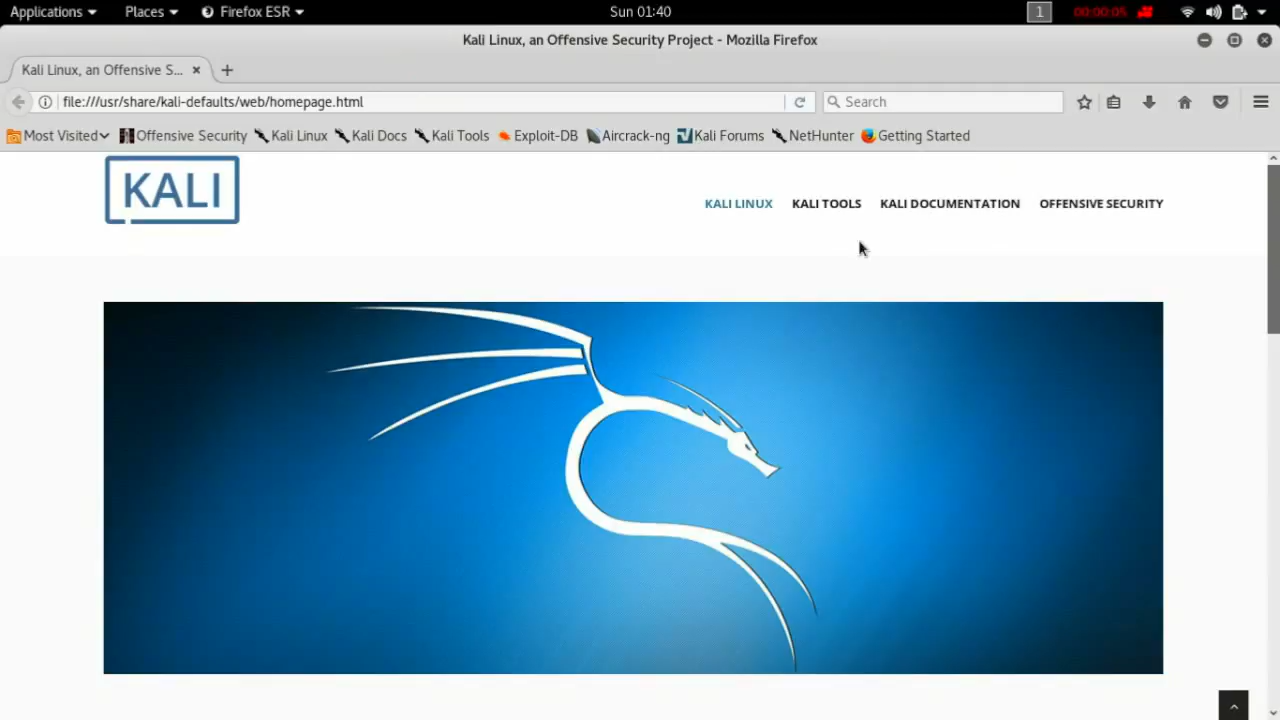 Applications Places Firefox ESR Sun 01:40 1 00:00:05
Kali Linux, an Offensive Security Project - Mozilla Firefox
Kali Linux, an Offensive S...
file:///usr/share/kali-defaults/web/homepage.html Search
Most Visited Offensive Security Kali Linux Kali Docs Kali Tools Exploit-DB Aircrack-ng Kali Forums NetHunter Getting Started
KALI
KALI LINUX KALI TOOLS KALI DOCUMENTATION OFFENSIVE SECURITY